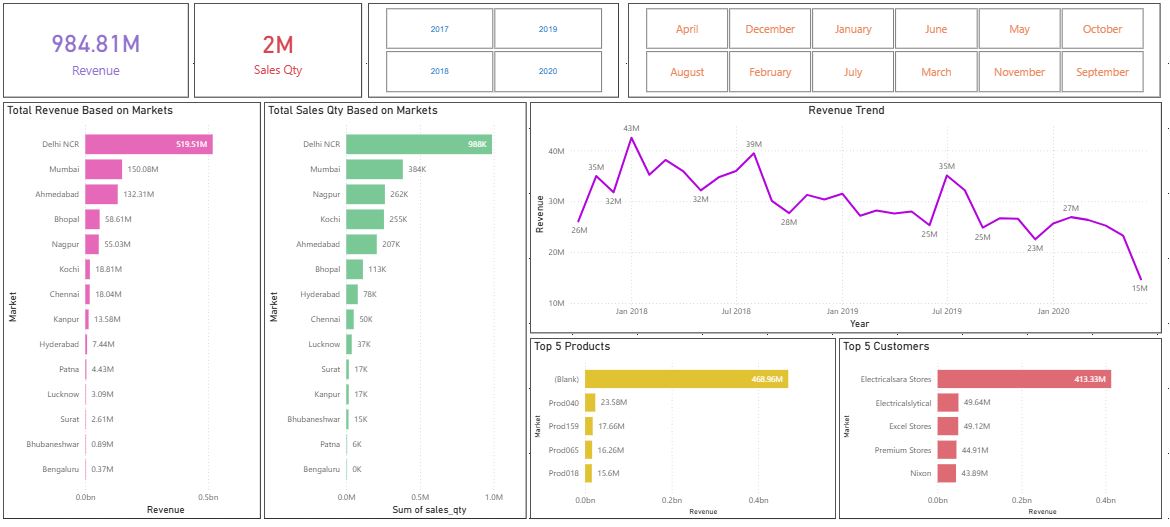 984.81M
Revenue
2M
Sales Qty
2017
2019
2018
2020
April
December
January
June
May
October
August
February
July
March
November
September
Total Revenue Based on Markets
Market
Delhi NCR
519.51M
Mumbai
150.08M
Ahmedabad
132.31M
Bhopal
58.61M
Nagpur
55.03M
Kochi
18.81M
Chennai
18.04M
Kanpur
13.58M
Hyderabad
7.44M
Patna
4.43M
Lucknow
3.09M
Surat
2.61M
Bhubaneshwar
0.89M
Bengaluru
0.37M
0.0bn
0.5bn
Revenue
Total Sales Qty Based on Markets
Market
Delhi NCR
988K
Mumbai
384K
Nagpur
262K
Kochi
255K
Ahmedabad
207K
Bhopal
113K
Hyderabad
78K
Chennai
50K
Lucknow
37K
Surat
17K
Kanpur
17K
Bhubaneshwar
15K
Patna
6K
Bengaluru
0K
0.0M
0.5M
1.0M
Sum of sales_qty
Revenue Trend
Revenue
40M
30M
20M
10M
26M
35M
32M
43M
32M
39M
28M
25M
35M
25M
23M
27M
15M
Jan 2018
Jul 2018
Jan 2019
Jul 2019
Jan 2020
Year
Top 5 Products
Market
(Blank)
468.96M
Prod040
23.58M
Prod159
17.66M
Prod065
16.26M
Prod018
15.6M
0.0bn
0.2bn
0.4bn
Revenue
Top 5 Customers
Market
Electricalsara Stores
413.33M
Electricalslytical
49.64M
Excel Stores
49.12M
Premium Stores
44.91M
Nixon
43.89M
0.0bn
0.2bn
0.4bn
Revenue